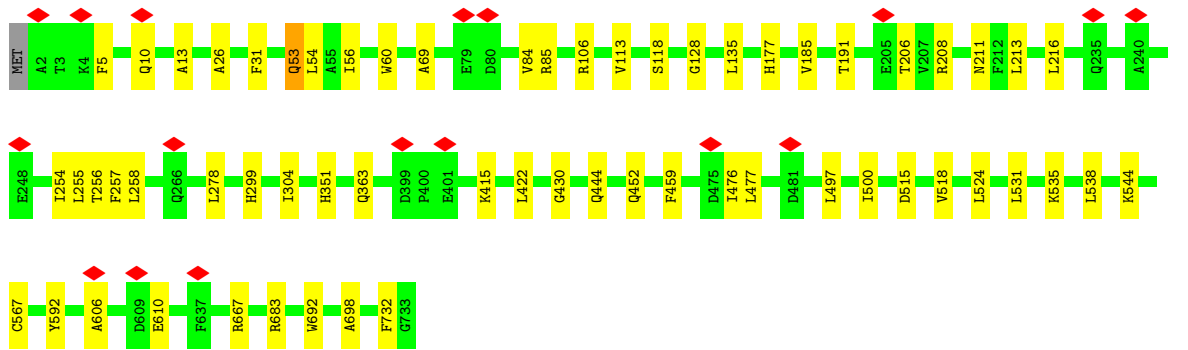 MET A2 T3 K4 F5 Q10 A13 A26 F31 Q53 L54 A55 I56 W60 A69 E79 D80 V84 R85 R106 V113 S118 G128 L135 H177 V185 T191 E205 T206 V207 R208 N211 F212 L213 L216 Q235 A240
E248 I254 L255 T256 F257 L258 Q266 L278 H299 I304 H351 Q363 D399 P400 E401 K415 L422 G430 Q444 Q452 F459 D475 I476 L477 D481 L497 I500 D515 V518 L524 L531 K535 L538 K544
C567 Y592 A606 D609 E610 F637 R667 R683 W692 A698 F732 G733